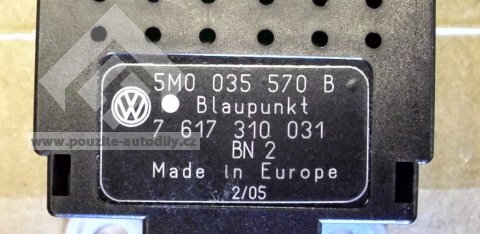 5M0 035 570 B
Blaupunkt
7 617 310 031
BN 2
Made in Europe
2/05
www.pouzite-autodily.cz